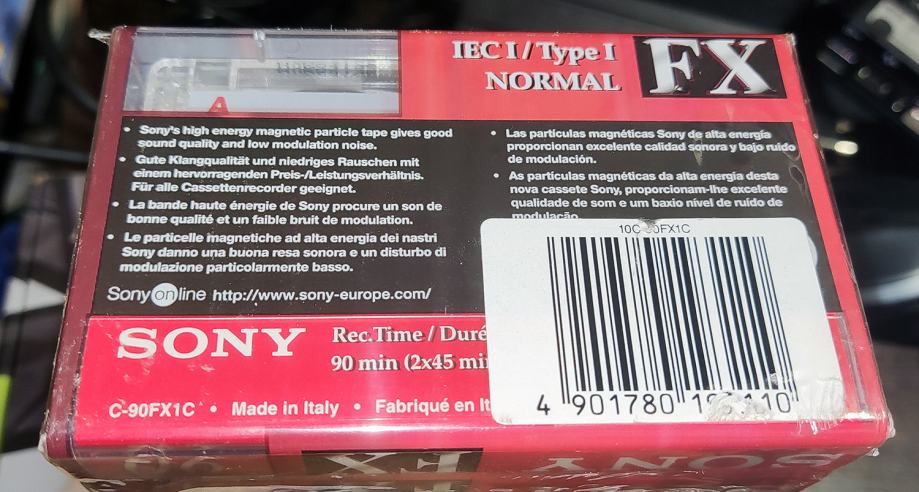 IEC I / Type I
NORMAL
FX
A
• Sony's high energy magnetic particle tape gives good
sound quality and low modulation noise.
• Gute Klangqualität und niedriges Rauschen mit
einem hervorragenden Preis-/Leistungsverhältnis.
Für alle Cassettenrecorder geeignet.
• La bande haute énergie de Sony procure un son de
bonne qualité et un faible bruit de modulation.
• Le particelle magnetiche ad alta energia dei nastri
Sony danno una buona resa sonora e un disturbo di
modulazione particolarmente basso.
• Las partículas magnéticas Sony de alta energía
proporcionan excelente calidad sonora y bajo ruido
de modulación.
• As partículas magnéticas da alta energia desta
nova cassete Sony, proporcionam-lhe excelente
qualidade de som e um baxio nível de ruído de
modulação
Sony online http://www.sony-europe.com/
10C-90FX1C
4 901780
SONY
Rec.Time / Duré
90 min (2x45 mi
C-90FX1C • Made in Italy • Fabriqué en It
FX
SONY